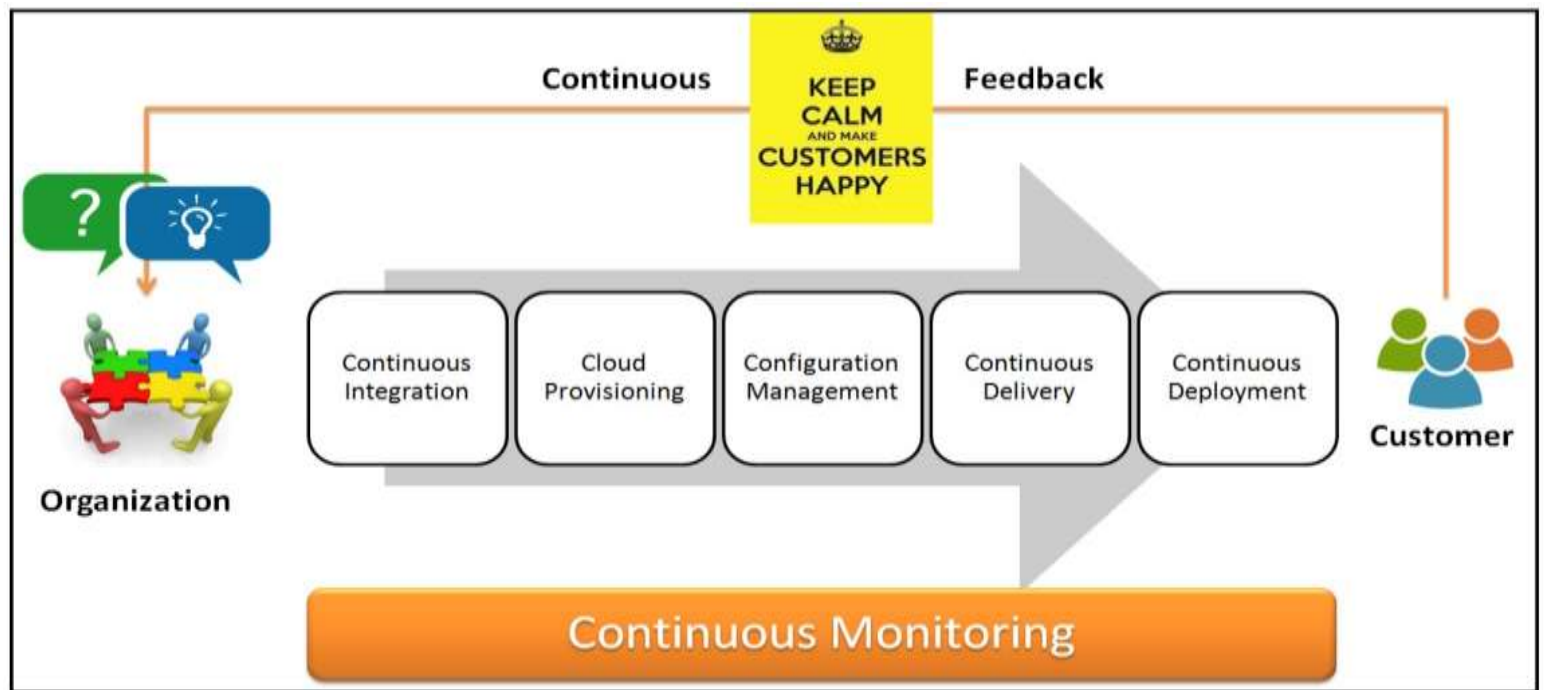 Continuous
KEEP
CALM
AND MAKE
CUSTOMERS
HAPPY
Feedback
?
Organization
Continuous
Integration
Cloud
Provisioning
Configuration
Management
Continuous
Delivery
Continuous
Deployment
Customer
Continuous Monitoring